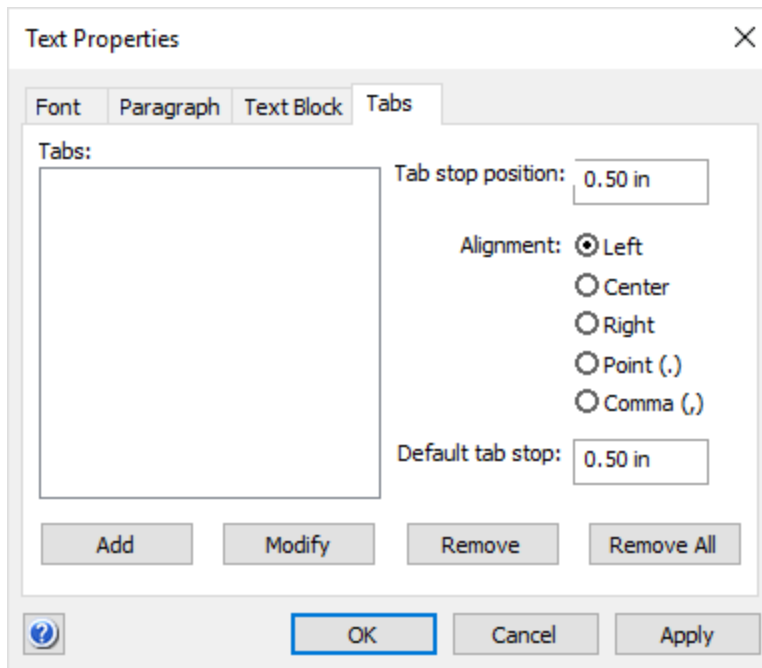 Text Properties
Font Paragraph Text Block Tabs
Tabs:
Tab stop position: 0.50 in
Alignment: Left
Center
Right
Point (.)
Comma (,)
Default tab stop: 0.50 in
Add Modify Remove Remove All
? OK Cancel Apply